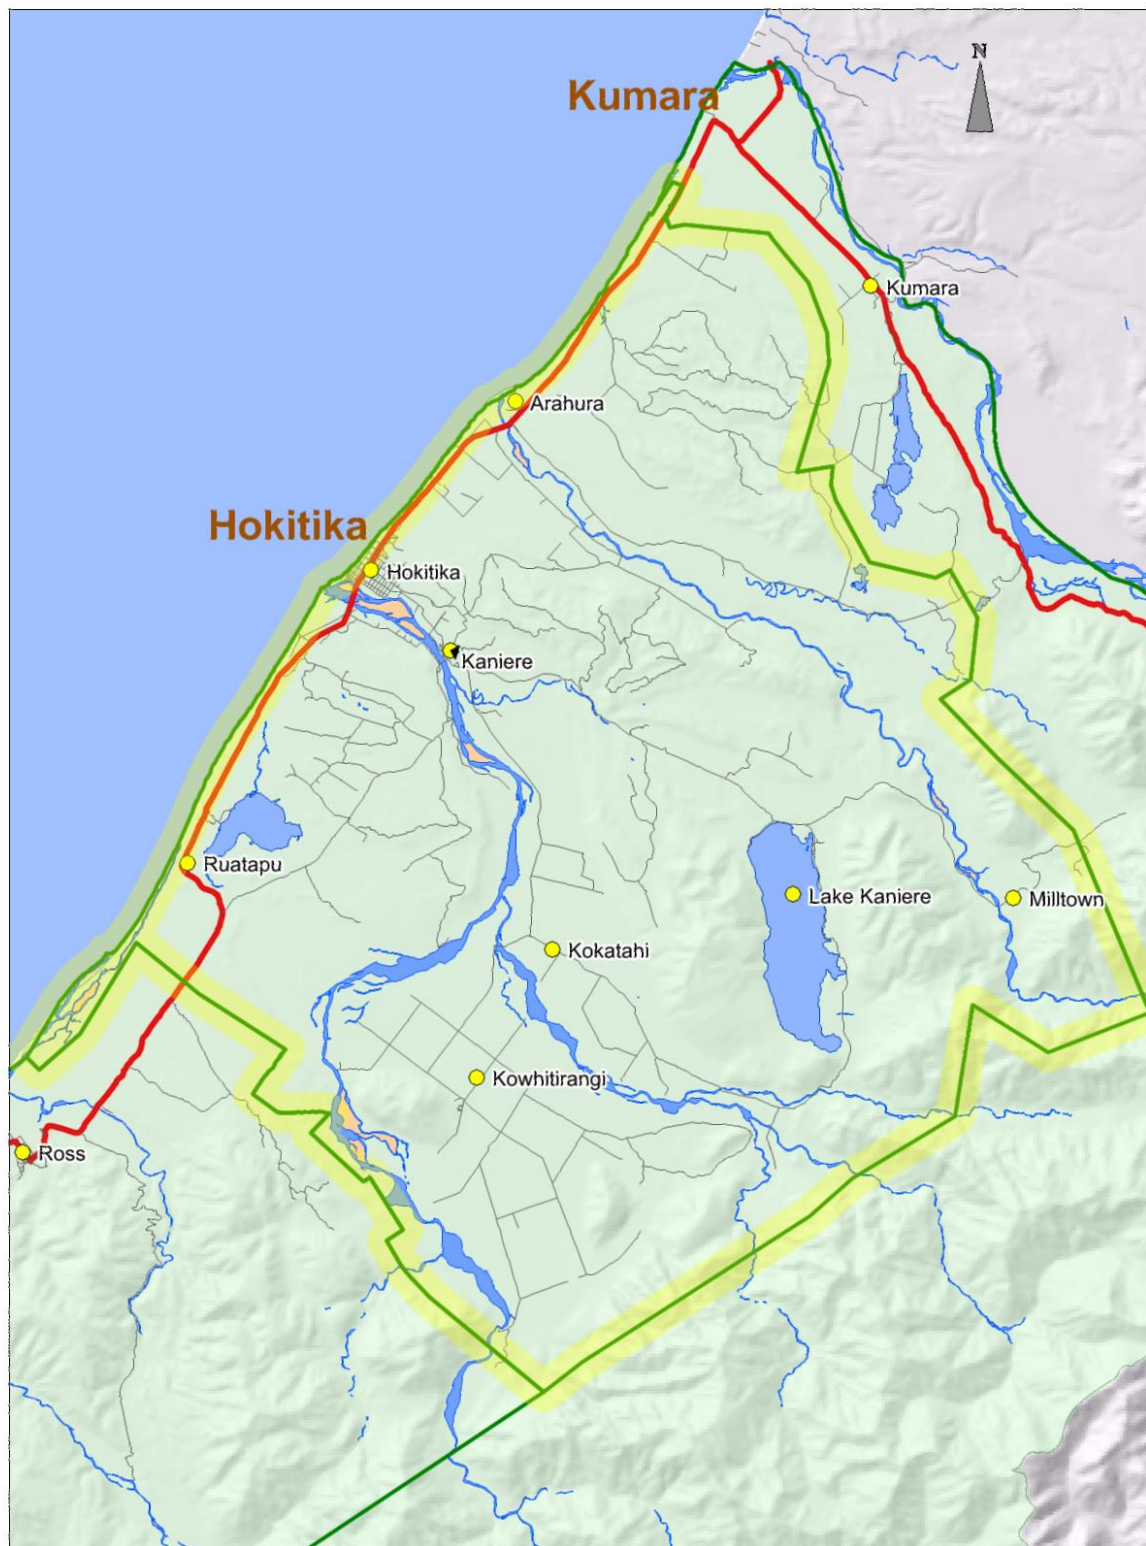 N
Kumara
Kumara
Arahura
Hokitika
Hokitika
Kaniere
Ruatapu
Lake Kaniere
Milltown
Kokatahi
Kowhitirangi
Ross